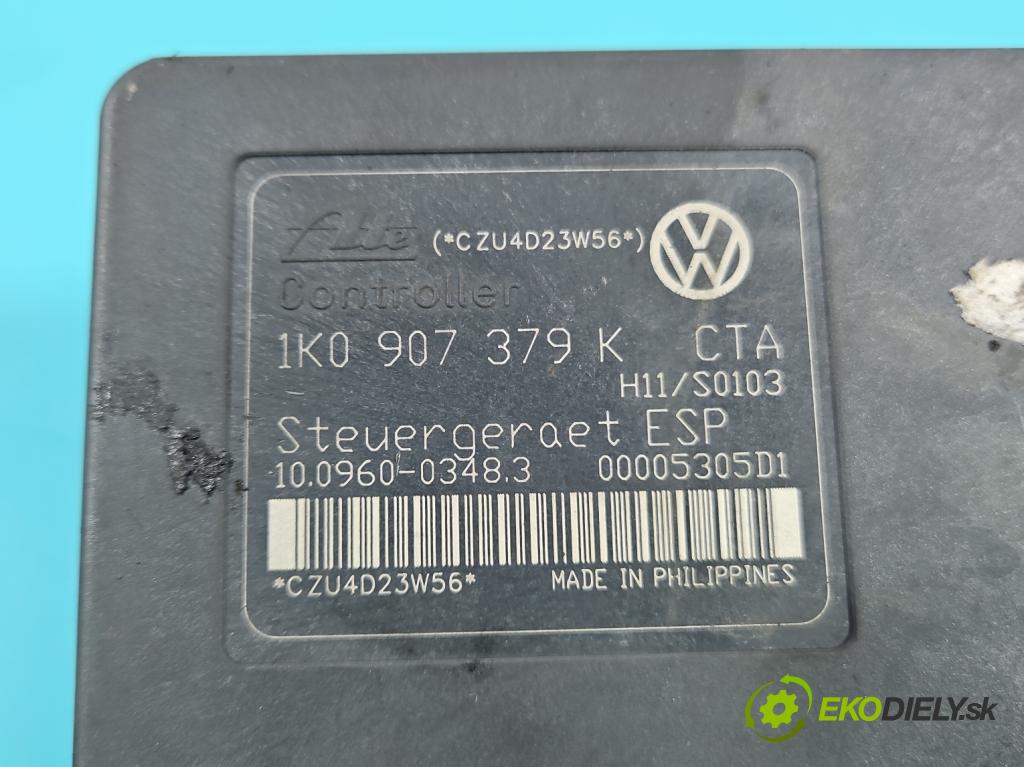 Ate (*CZU4D23W56*)
Controller
1K0 907 379 K CTA
H11/S0103
Steuergeraet ESP
10.0960-0348.3 00005305D1
*CZU4D23W56* MADE IN PHILIPPINES
EKODIELY.sk